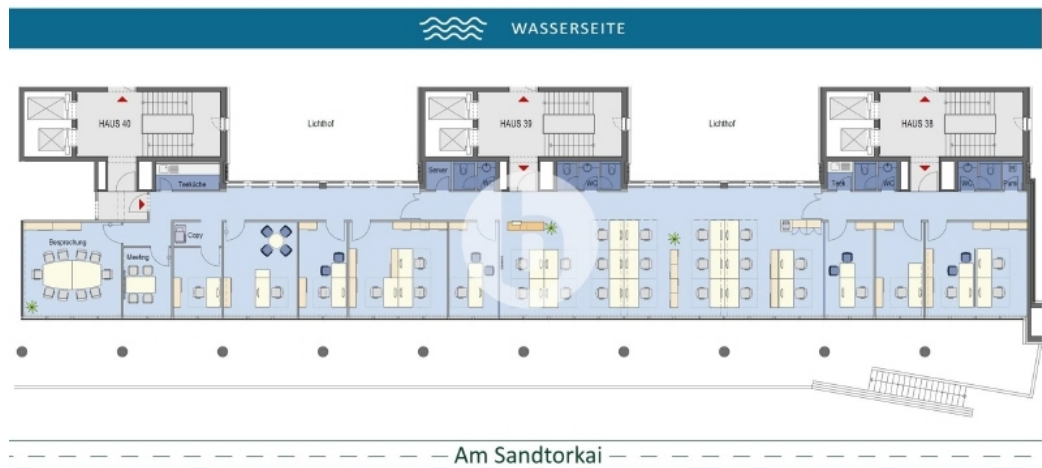 WASSERSEITE
HAUS 40
Lichthof
HAUS 39
Lichthof
HAUS 38
Teeküche
Server
WC
WC
Teek
WC
WC
Besprechung
Meeting
Copy
Am Sandtorkai